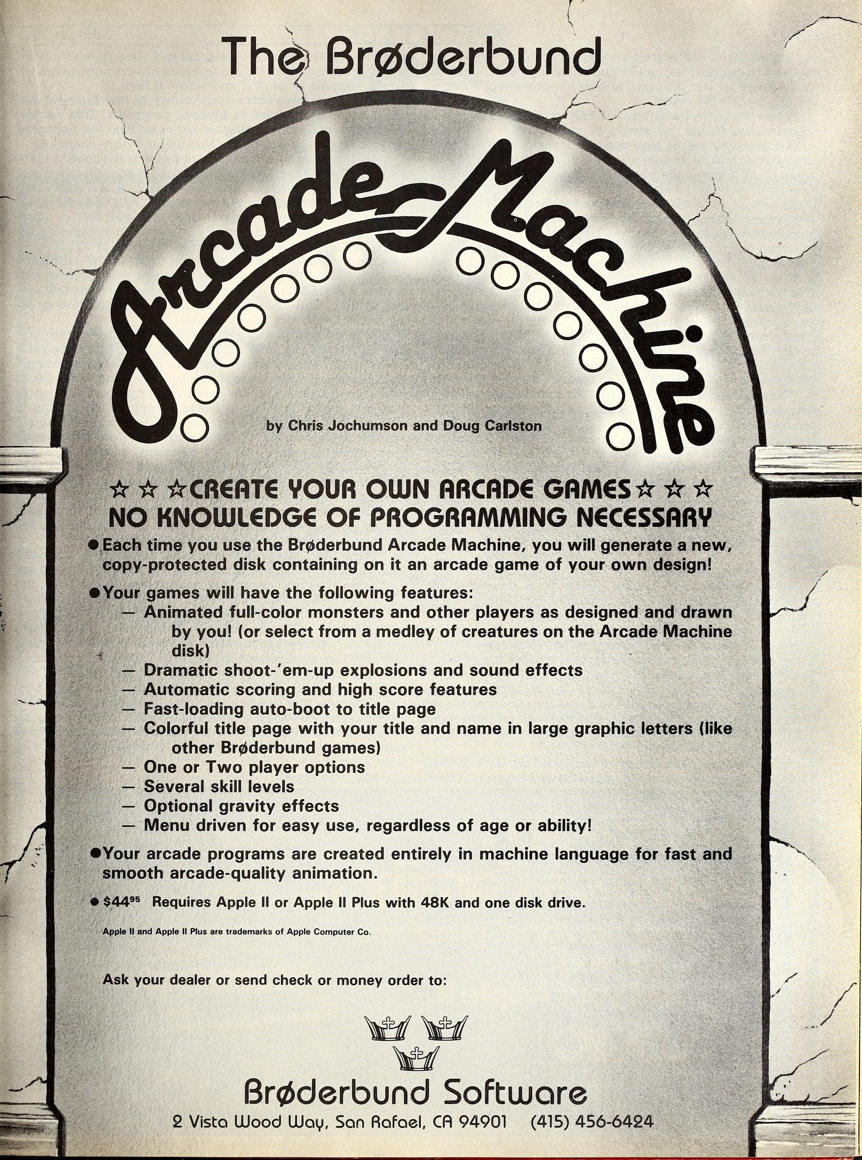 The Brøderbund
Arcade Machine
by Chris Jochumson and Doug Carlston
☆ ☆ ☆CREATE YOUR OWN ARCADE GAMES☆ ☆ ☆
NO KNOWLEDGE OF PROGRAMMING NECESSARY
●Each time you use the Brøderbund Arcade Machine, you will generate a new,
copy-protected disk containing on it an arcade game of your own design!
●Your games will have the following features:
— Animated full-color monsters and other players as designed and drawn
by you! (or select from a medley of creatures on the Arcade Machine
disk)
— Dramatic shoot-'em-up explosions and sound effects
— Automatic scoring and high score features
— Fast-loading auto-boot to title page
— Colorful title page with your title and name in large graphic letters (like
other Brøderbund games)
— One or Two player options
— Several skill levels
— Optional gravity effects
— Menu driven for easy use, regardless of age or ability!
●Your arcade programs are created entirely in machine language for fast and
smooth arcade-quality animation.
● $44⁹⁵ Requires Apple II or Apple II Plus with 48K and one disk drive.
Apple II and Apple II Plus are trademarks of Apple Computer Co.
Ask your dealer or send check or money order to:
Brøderbund Software
2 Vista Wood Way, San Rafael, CA 94901 (415) 456-6424